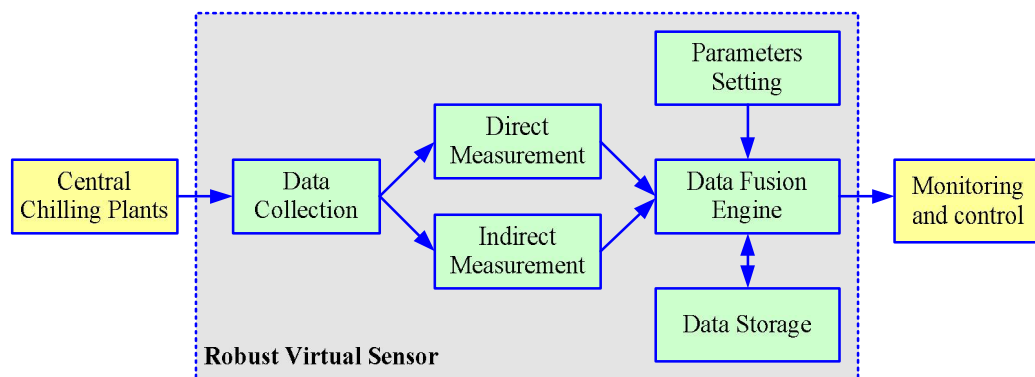 Central
Chilling Plants
Data
Collection
Direct
Measurement
Indirect
Measurement
Parameters
Setting
Data Fusion
Engine
Data Storage
Monitoring
and control
Robust Virtual Sensor